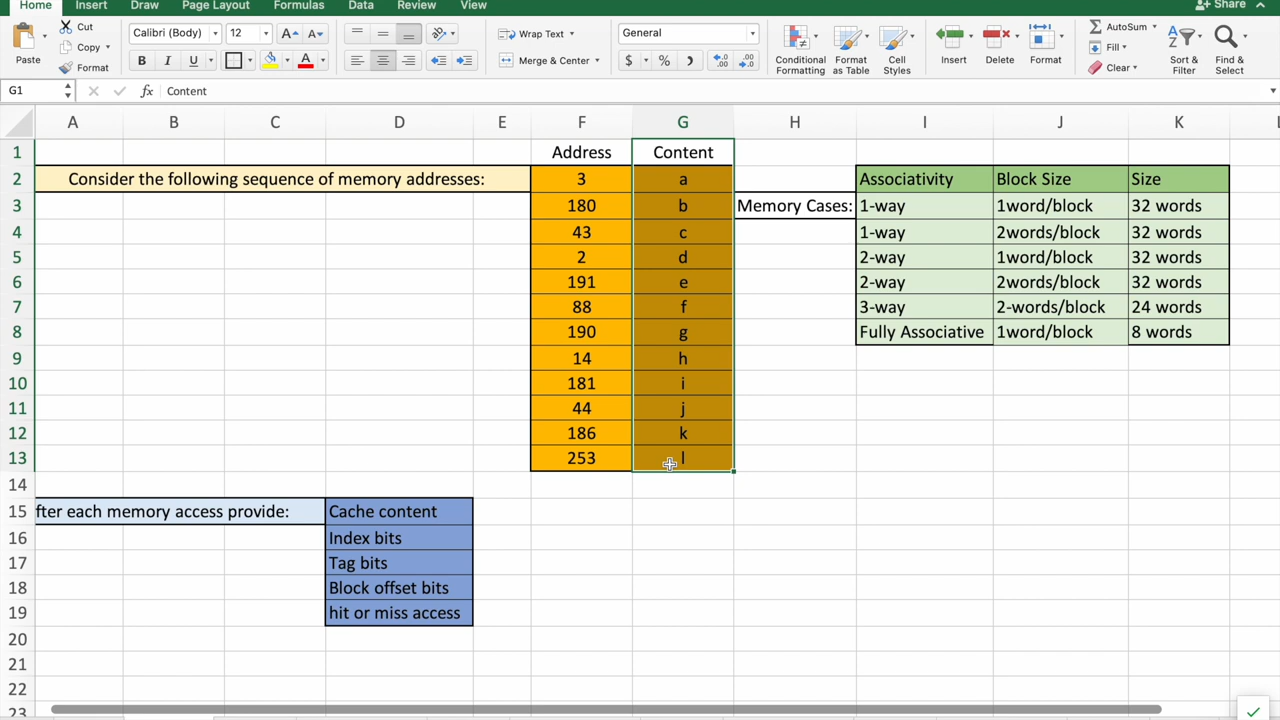 Home Insert Draw Page Layout Formulas Data Review View Share
Cut
Copy
Format
Paste
Calibri (Body) 12 A A
B I U A
Wrap Text
Merge & Center
General
$ %
Conditional Formatting
Format as Table
Cell Styles
Insert Delete Format
AutoSum
Fill
Clear
Sort & Filter
Find & Select
G1 fx Content
A B C D E F G H I J K
1 Address Content
2 Consider the following sequence of memory addresses: 3 a Associativity Block Size Size
3 180 b Memory Cases: 1-way 1word/block 32 words
4 43 c 1-way 2words/block 32 words
5 2 d 2-way 1word/block 32 words
6 191 e 2-way 2words/block 32 words
7 88 f 3-way 2-words/block 24 words
8 190 g Fully Associative 1word/block 8 words
9 14 h
10 181 i
11 44 j
12 186 k
13 253 l
14
15 fter each memory access provide: Cache content
16 Index bits
17 Tag bits
18 Block offset bits
19 hit or miss access
20
21
22
23